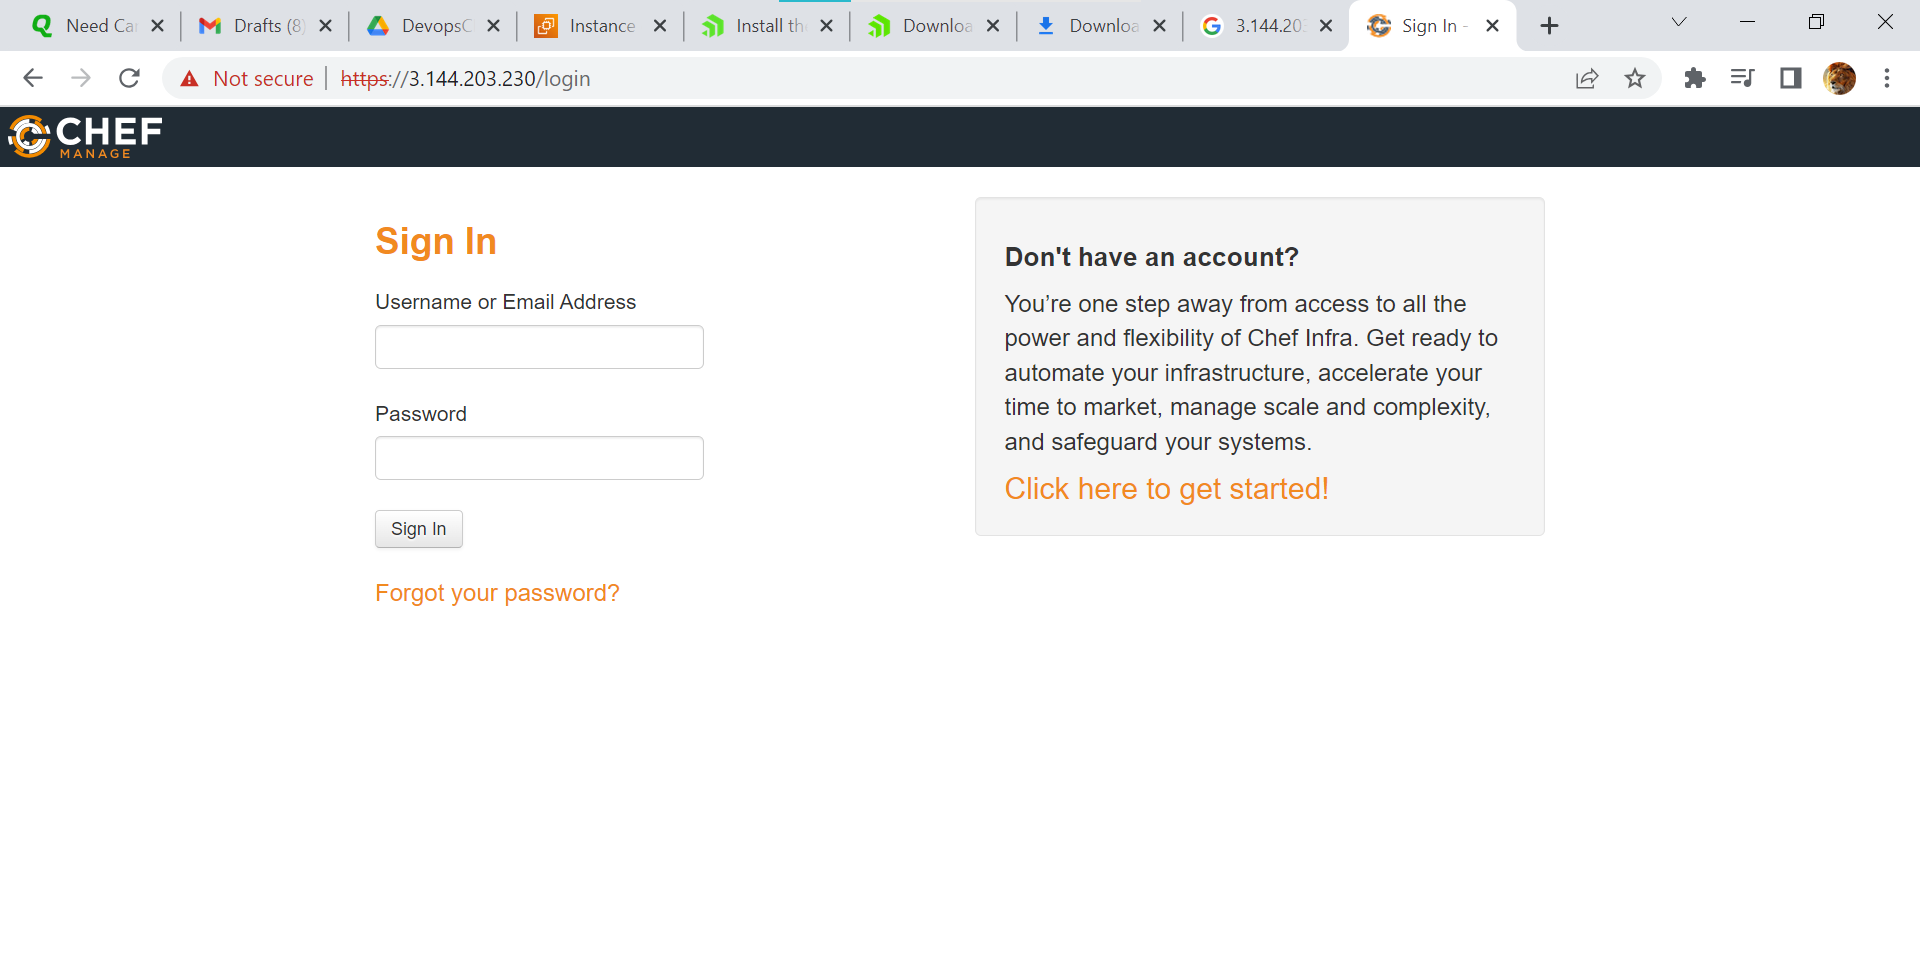 Need Ca
Drafts (8)
DevopsC
Instance
Install th
Downloa
Downloa
3.144.20
Sign In -
Not secure
https://3.144.203.230/login
CHEF
MANAGE
Sign In
Username or Email Address
Password
Sign In
Forgot your password?
Don't have an account?
You’re one step away from access to all the
power and flexibility of Chef Infra. Get ready to
automate your infrastructure, accelerate your
time to market, manage scale and complexity,
and safeguard your systems.
Click here to get started!